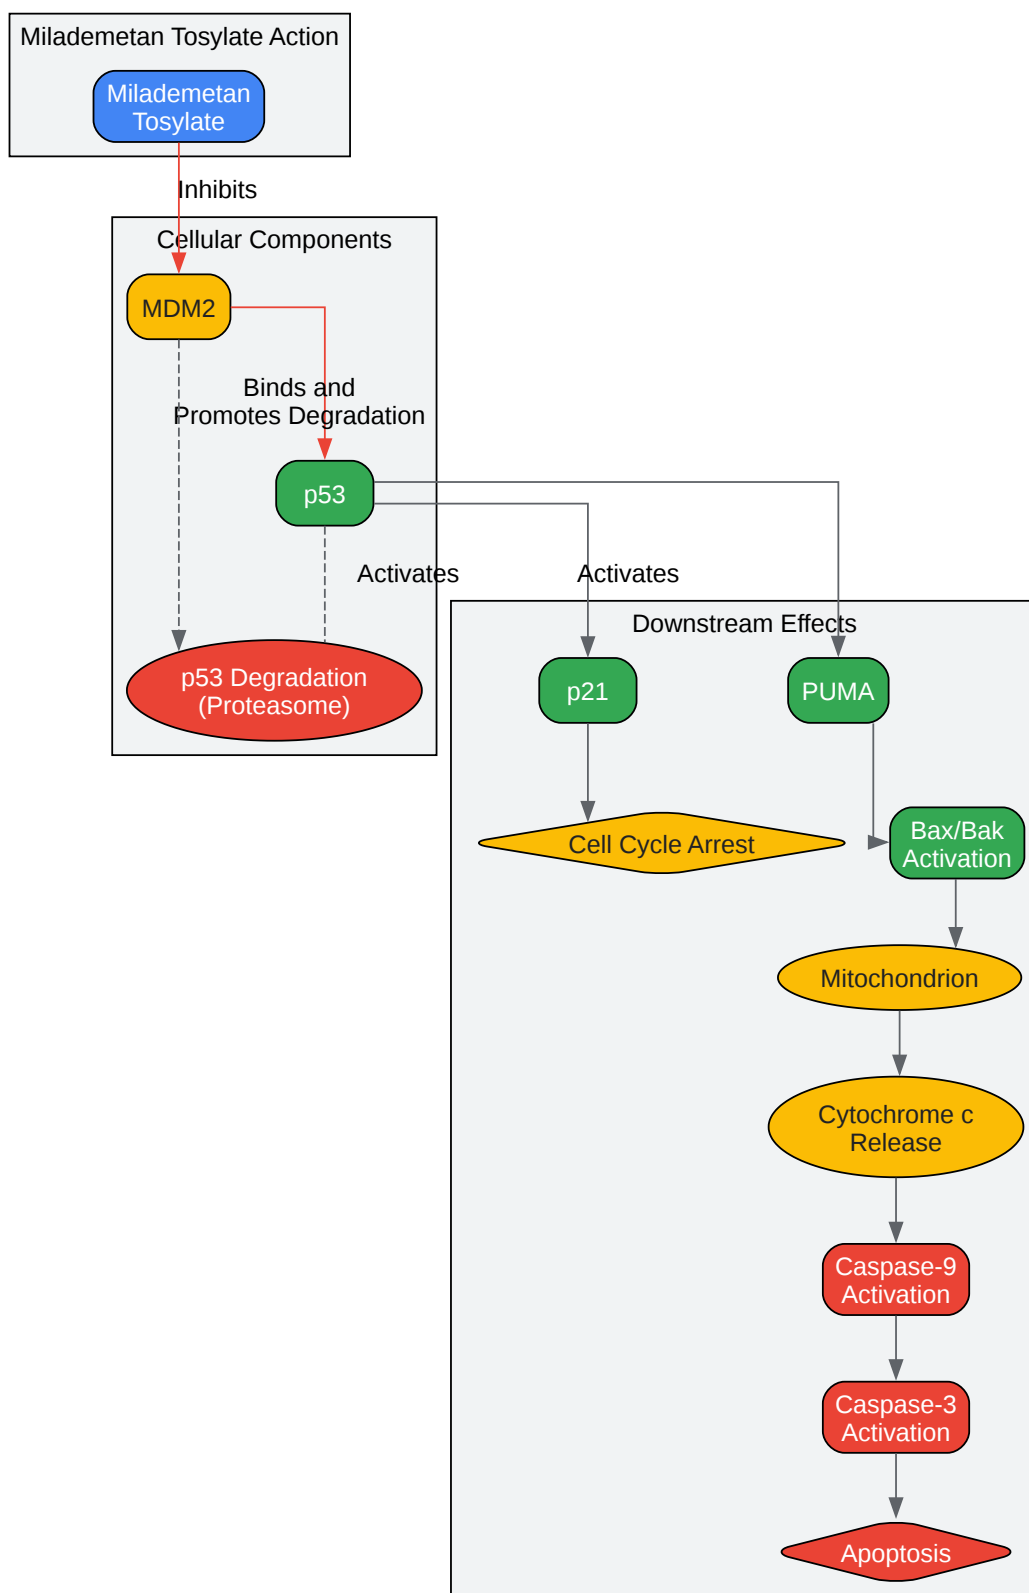 Milademetan Tosylate Action
Milademetan
Tosylate
Inhibits
Cellular Components
MDM2
Binds and
Promotes Degradation
p53
Activates
Activates
Downstream Effects
p53 Degradation
(Proteasome)
p21
PUMA
Cell Cycle Arrest
Bax/Bak
Activation
Mitochondrion
Cytochrome c
Release
Caspase-9
Activation
Caspase-3
Activation
Apoptosis